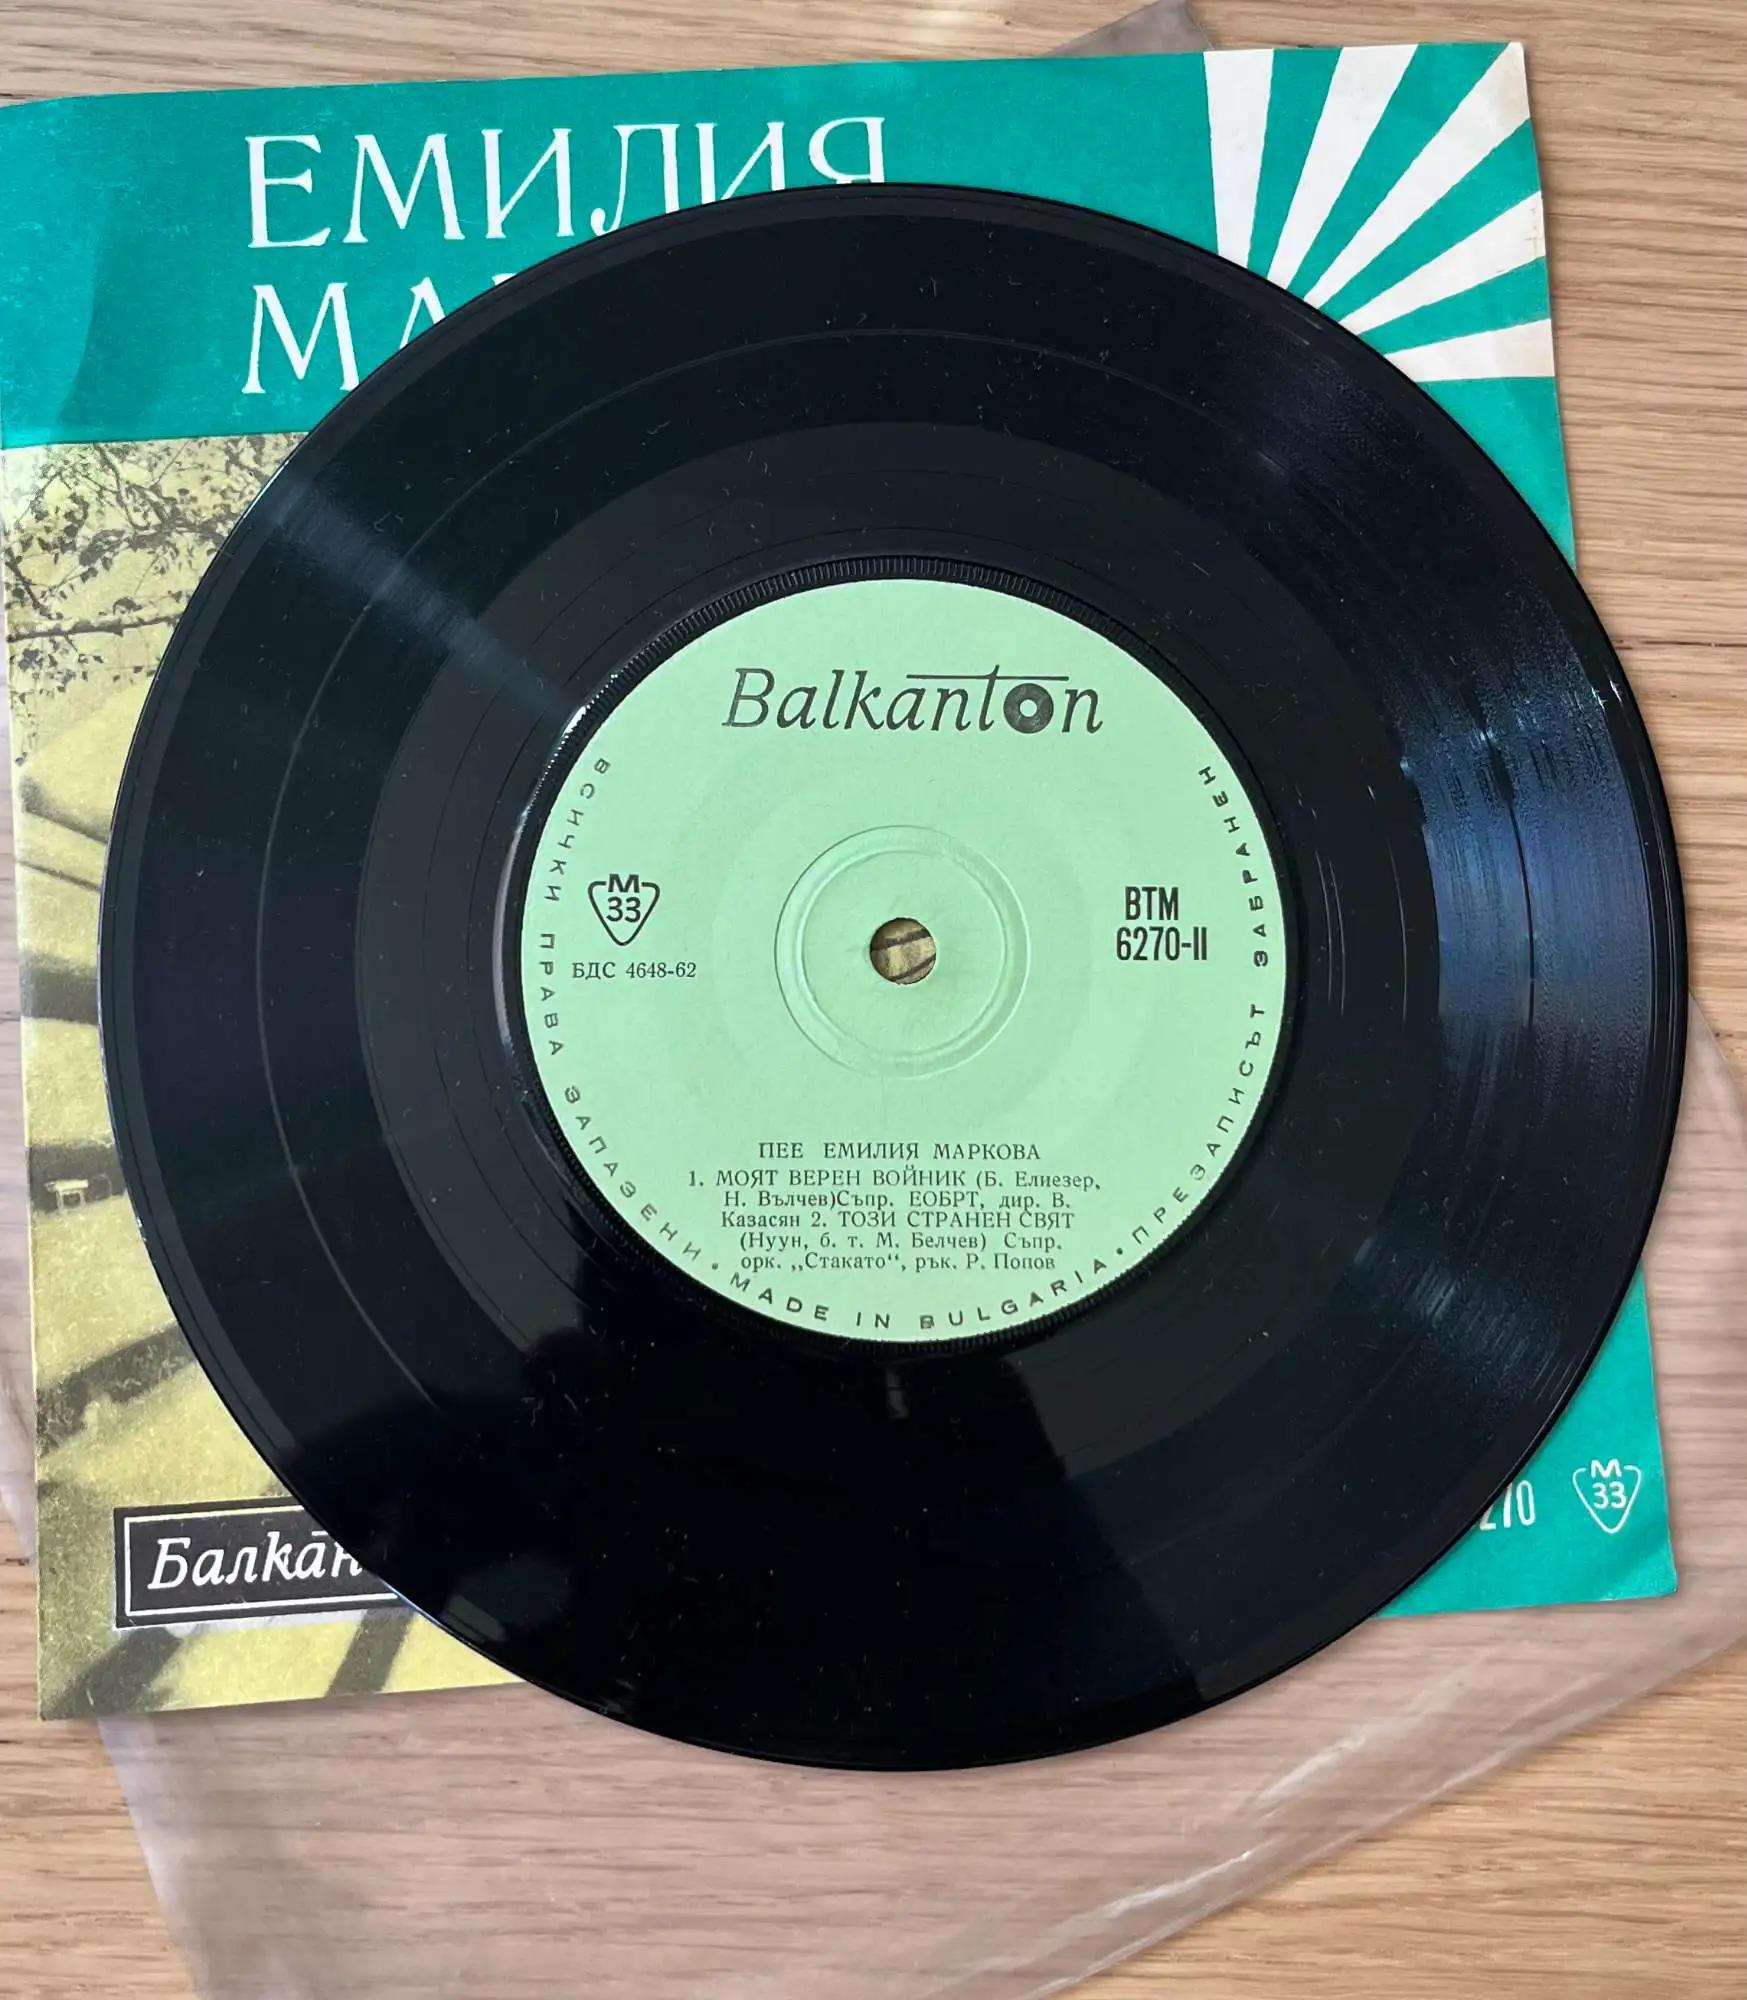 ЕМИЛИЯ
МА
Balkanton
ВСИЧКИ ПРАВА ЗАПАЗЕНИ • MADE IN BULGARIA • ПРЕЗАПИСЪТ ЗАБРАНЕН
М
33
БДС 4648-62
ВТМ
6270-II
ПЕЕ ЕМИЛИЯ МАРКОВА
1. МОЯТ ВЕРЕН ВОЙНИК (Б. Елиезер,
Н. Вълчев)Съпр. ЕОБРТ, дир. В.
Казасян 2. ТОЗИ СТРАНЕН СВЯТ
(Нуун, б. т. М. Белчев) Съпр.
орк. „Стакато“, рък. Р. Попов
Балкан
270
М
33